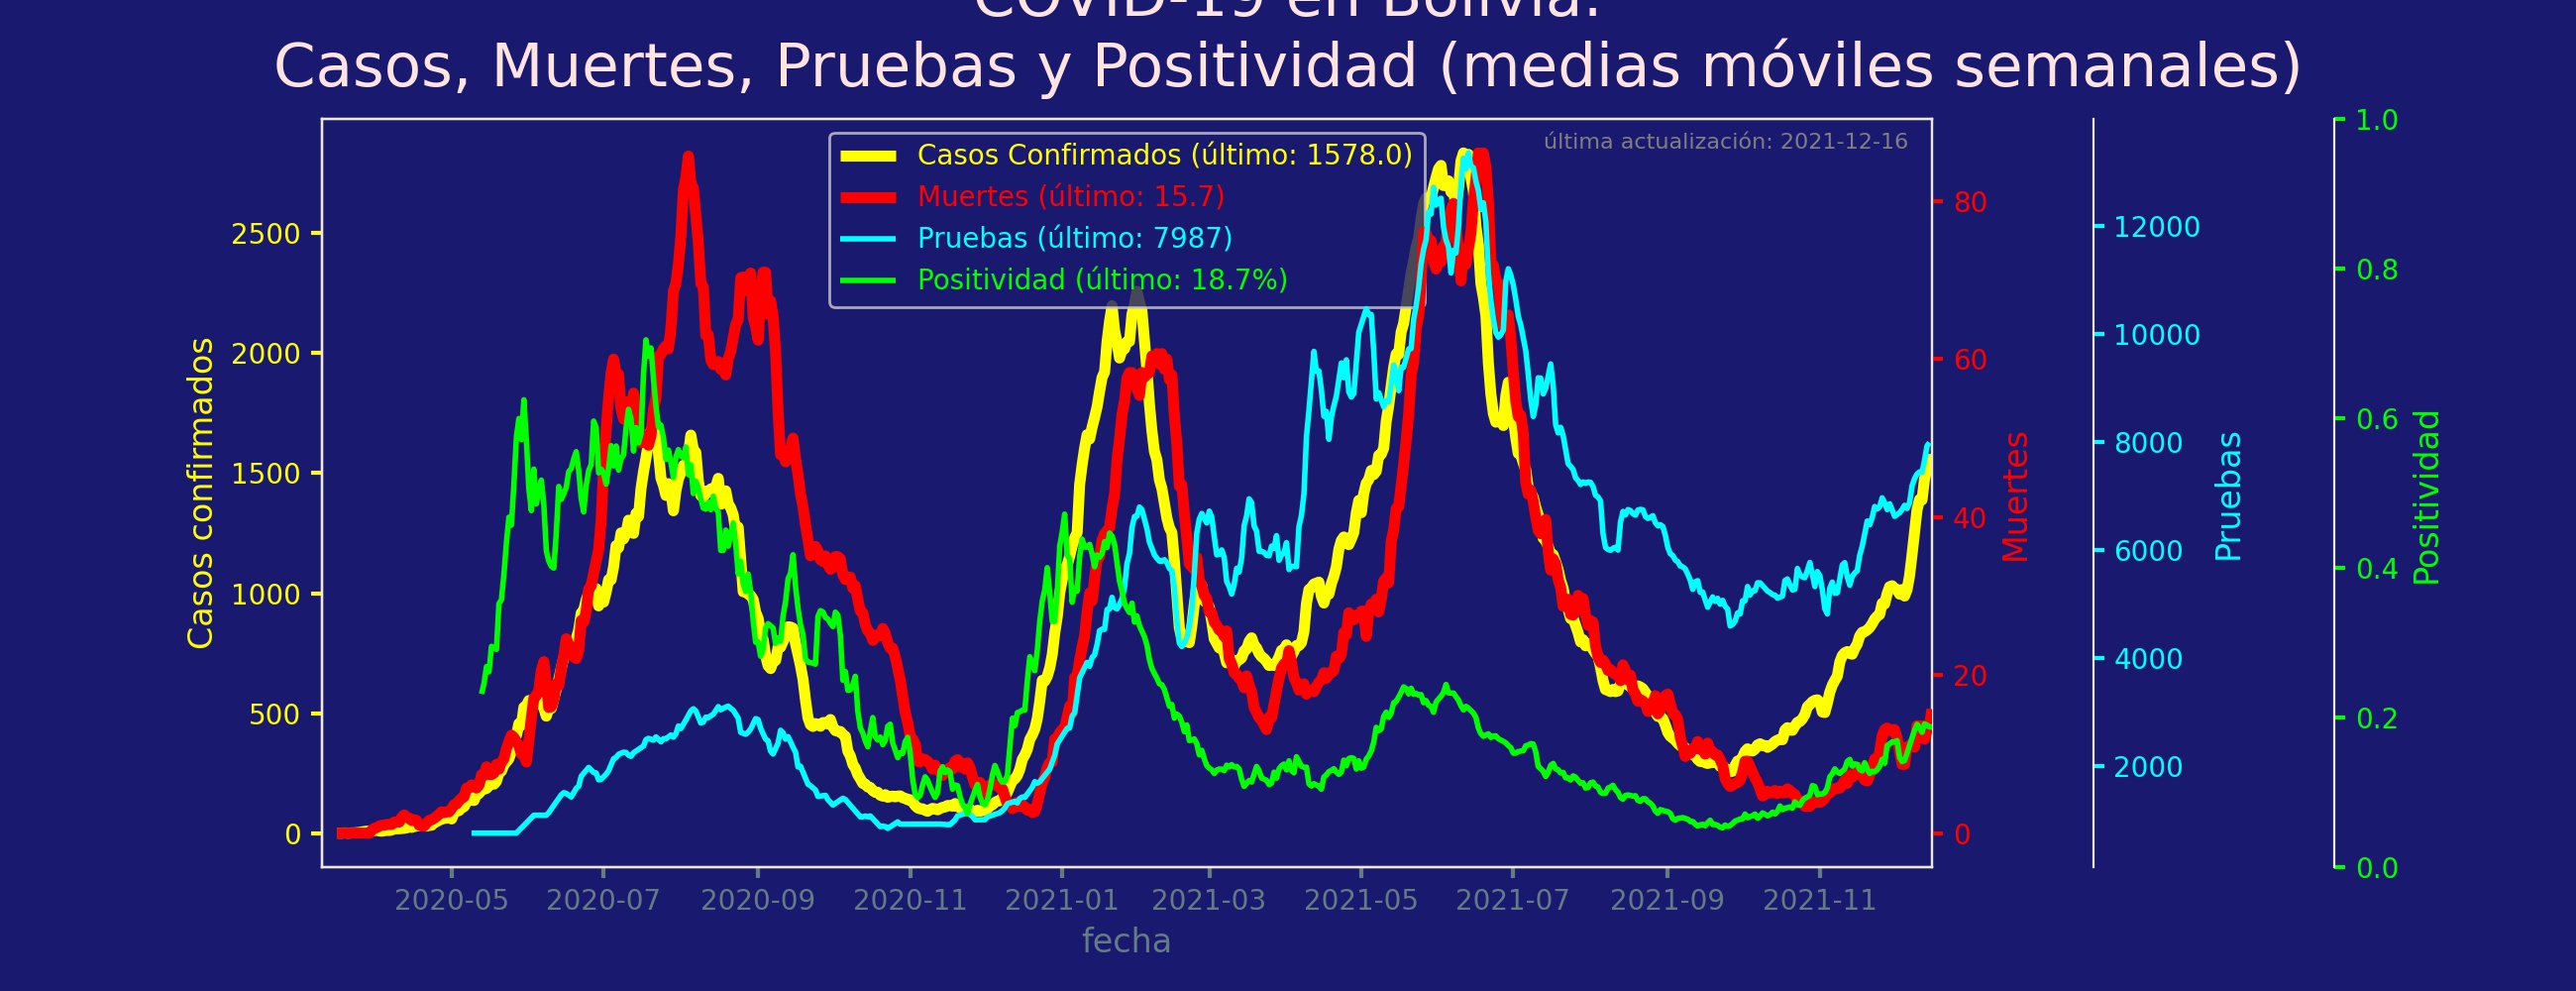 COVID-19 en Bolivia:
Casos, Muertes, Pruebas y Positividad (medias móviles semanales)
última actualización: 2021-12-16
Casos Confirmados (último: 1578.0)
Muertes (último: 15.7)
Pruebas (último: 7987)
Positividad (último: 18.7%)
Casos confirmados
2500
2000
1500
1000
500
0
80
60
40
20
0
Muertes
12000
10000
8000
6000
4000
2000
Pruebas
1.0
0.8
0.6
0.4
0.2
0.0
Positividad
2020-05 2020-07 2020-09 2020-11 2021-01 2021-03 2021-05 2021-07 2021-09 2021-11
fecha